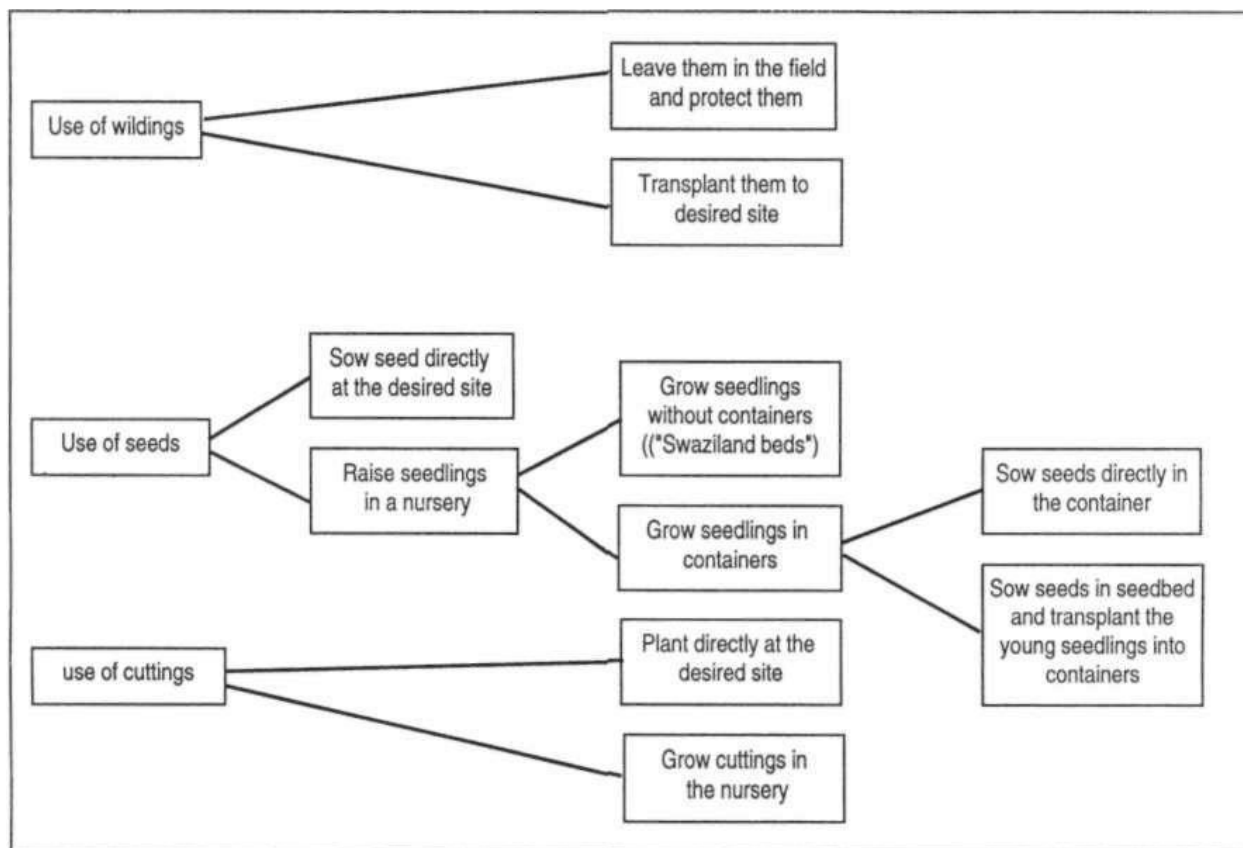 Use of wildings
Leave them in the field
and protect them
Transplant them to
desired site
Use of seeds
Sow seed directly
at the desired site
Raise seedlings
in a nursery
Grow seedlings
without containers
(("Swaziland beds")
Grow seedlings in
containers
Sow seeds directly in
the container
Sow seeds in seedbed
and transplant the
young seedlings into
containers
use of cuttings
Plant directly at the
desired site
Grow cuttings in
the nursery